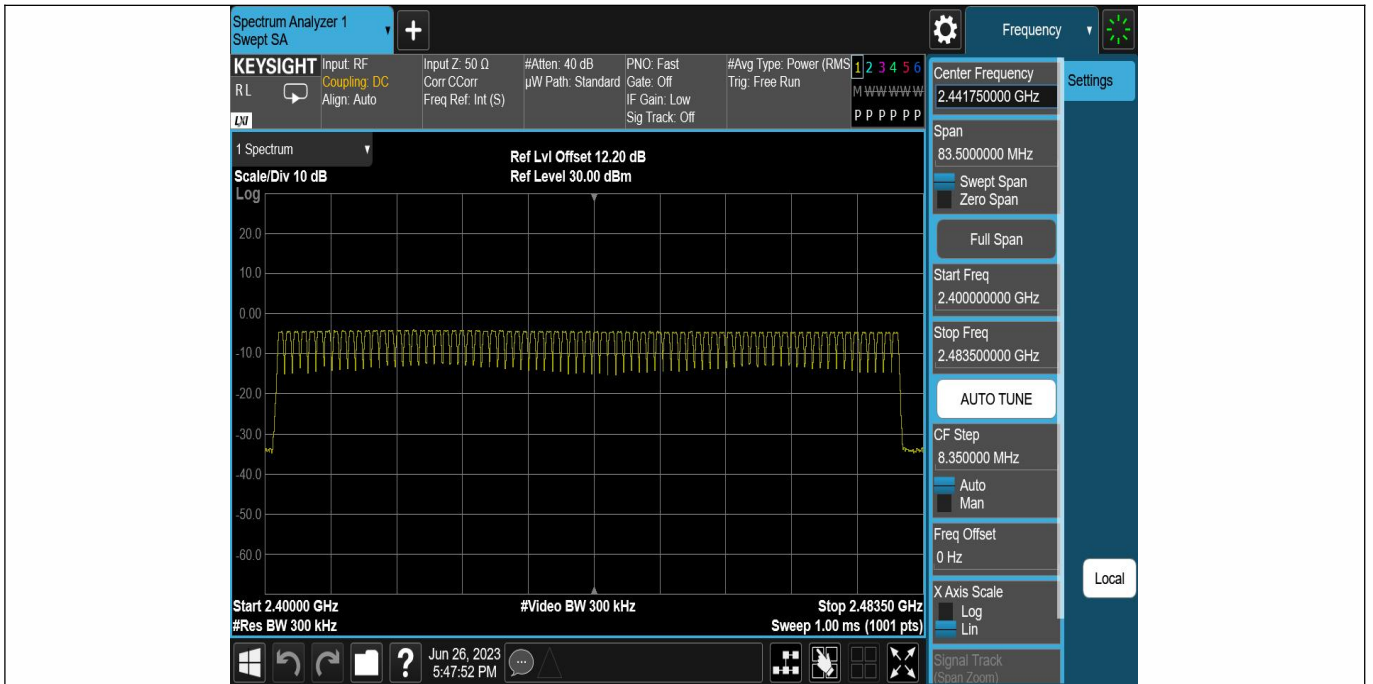 Spectrum Analyzer 1
Swept SA
+
Frequency
KEYSIGHT
RL
LXI
Input: RF
Coupling: DC
Align: Auto
Input Z: 50 Ω
Corr CCorr
Freq Ref: Int (S)
#Atten: 40 dB
µW Path: Standard
PNO: Fast
Gate: Off
IF Gain: Low
Sig Track: Off
#Avg Type: Power (RMS
Trig: Free Run
1 2 3 4 5 6
M W W W W W
P P P P P P
1 Spectrum
Scale/Div 10 dB
Log
Ref Lvl Offset 12.20 dB
Ref Level 30.00 dBm
20.0
10.0
0.00
-10.0
-20.0
-30.0
-40.0
-50.0
-60.0
Start 2.40000 GHz
#Res BW 300 kHz
#Video BW 300 kHz
Stop 2.48350 GHz
Sweep 1.00 ms (1001 pts)
Center Frequency
2.441750000 GHz
Span
83.5000000 MHz
Swept Span
Zero Span
Full Span
Start Freq
2.400000000 GHz
Stop Freq
2.483500000 GHz
AUTO TUNE
CF Step
8.350000 MHz
Auto
Man
Freq Offset
0 Hz
X Axis Scale
Log
Lin
Signal Track
(Span Zoom)
Settings
Local
?
Jun 26, 2023
5:47:52 PM